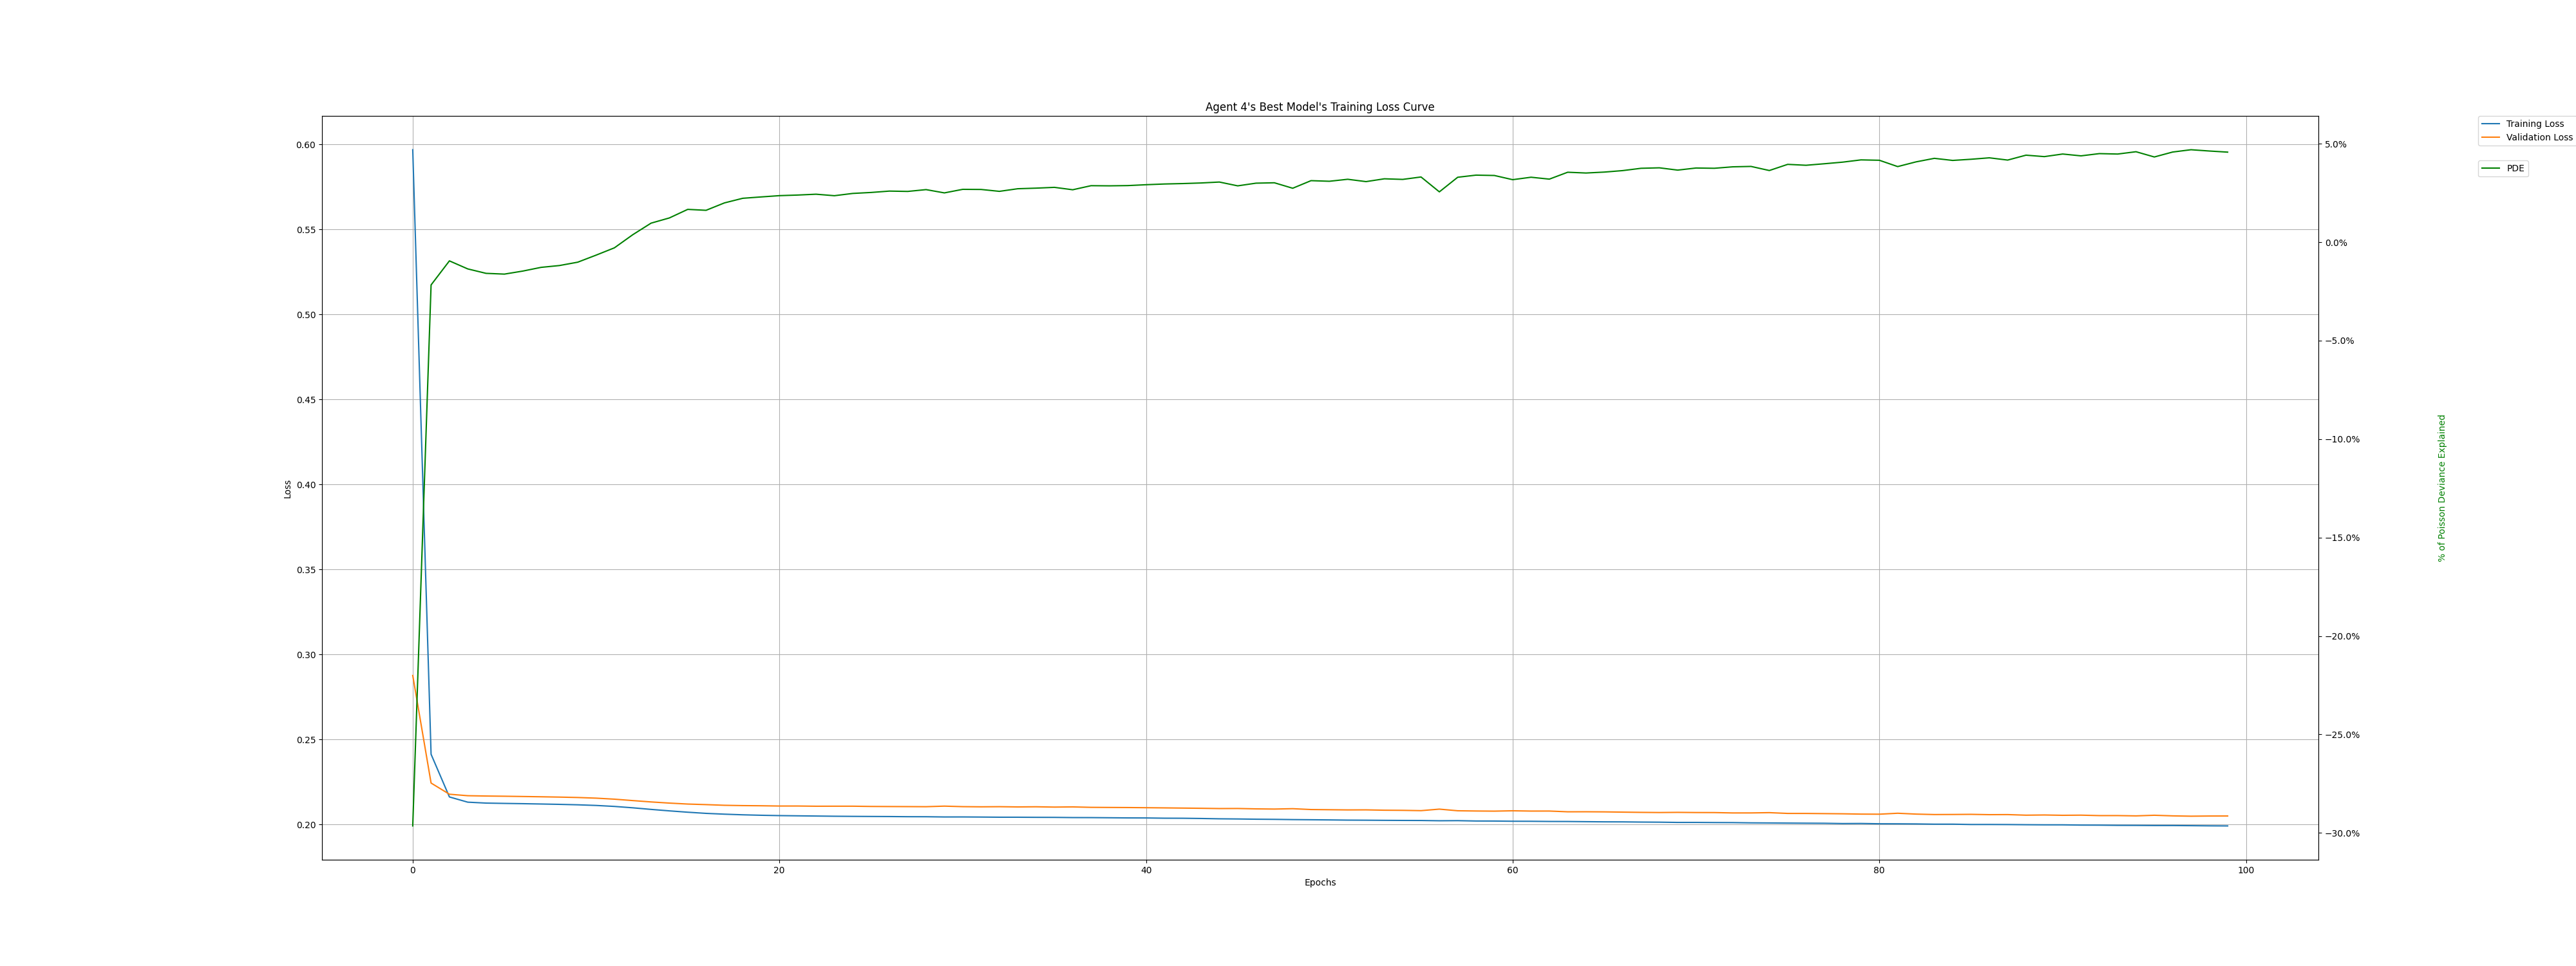 Agent 4's Best Model's Training Loss Curve
Training Loss
Validation Loss
PDE
0.60
0.55
0.50
0.45
0.40
0.35
0.30
0.25
0.20
Loss
5.0%
0.0%
−5.0%
−10.0%
−15.0%
−20.0%
−25.0%
−30.0%
% of Poisson Deviance Explained
0 20 40 60 80 100
Epochs